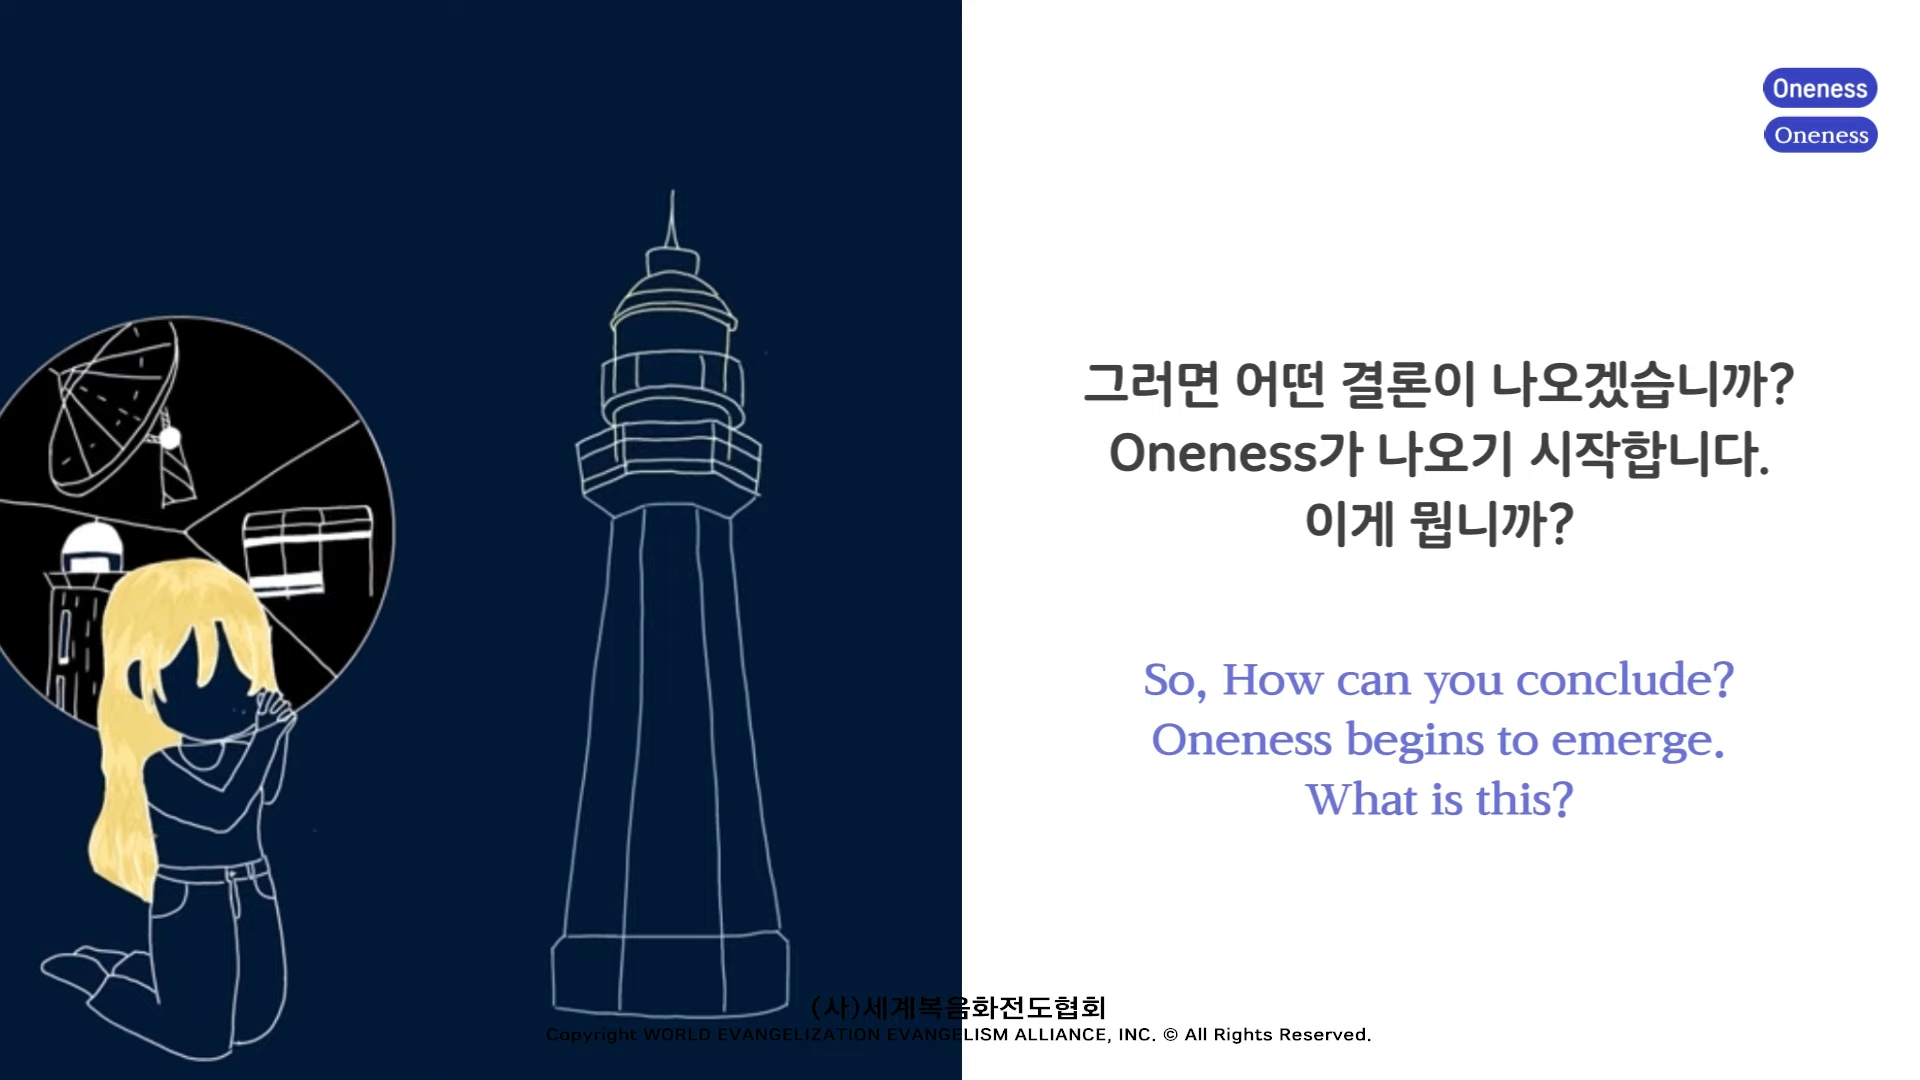 Oneness
Oneness
그러면 어떤 결론이 나오겠습니까?
Oneness가 나오기 시작합니다.
이게 뭡니까?
So, How can you conclude?
Oneness begins to emerge.
What is this?
(사)세계복음화전도협회
Copyright WORLD EVANGELIZATION EVANGELISM ALLIANCE, INC. © All Rights Reserved.